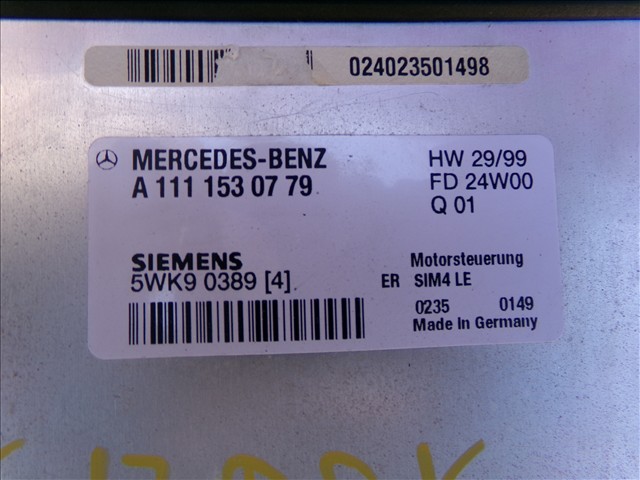 024023501498
MERCEDES-BENZ HW 29/99
A 111 153 07 79 FD 24W00
Q 01
SIEMENS Motorsteuerung
5WK9 0389 [4] ER SIM4 LE
0235 0149
Made In Germany